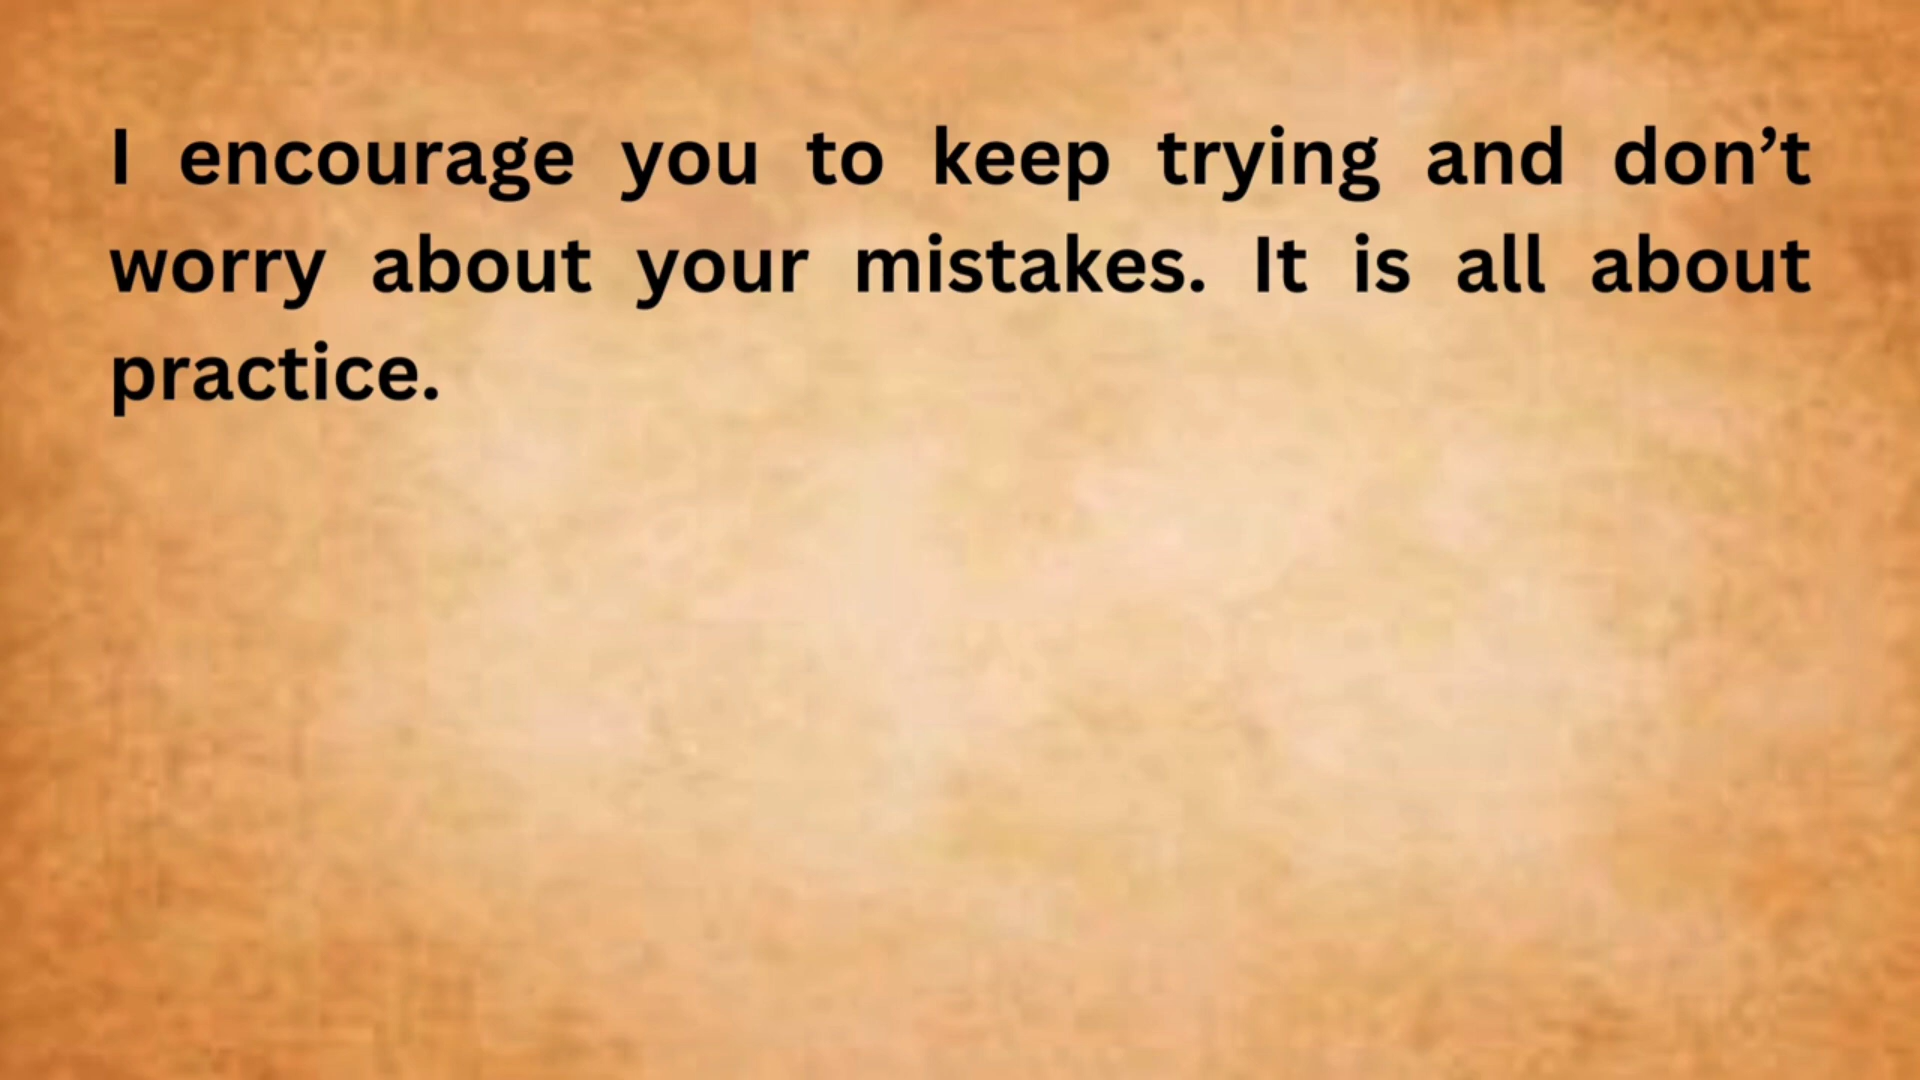 I encourage you to keep trying and don’t
worry about your mistakes. It is all about
practice.